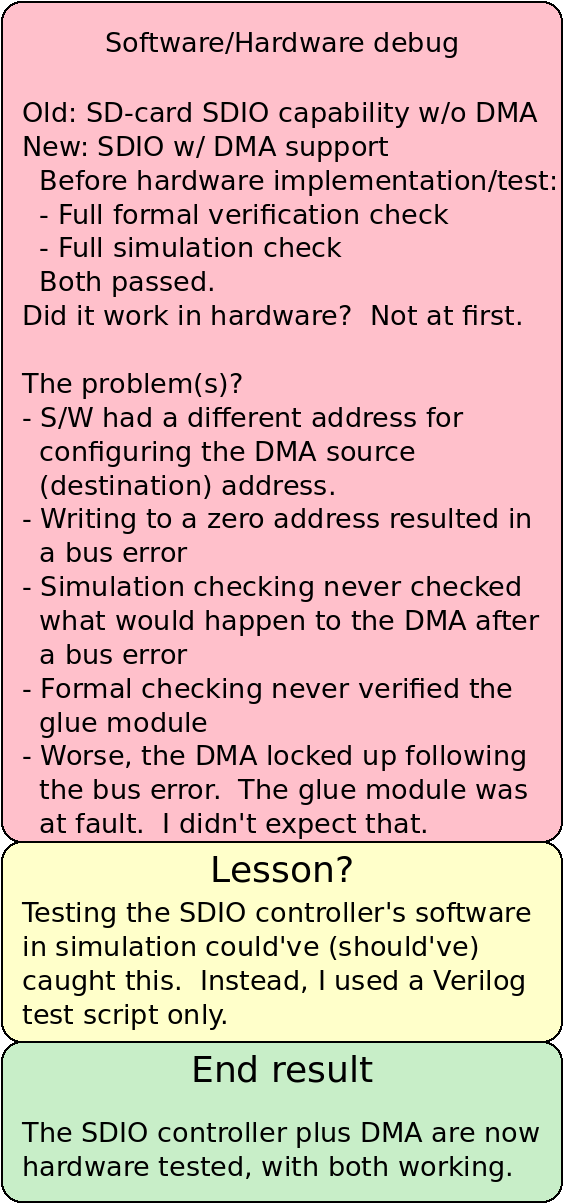 Software/Hardware debug
Old: SD-card SDIO capability w/o DMA
New: SDIO w/ DMA support
Before hardware implementation/test:
- Full formal verification check
- Full simulation check
Both passed.
Did it work in hardware?  Not at first.
The problem(s)?
- S/W had a different address for
configuring the DMA source
(destination) address.
- Writing to a zero address resulted in
a bus error
- Simulation checking never checked
what would happen to the DMA after
a bus error
- Formal checking never verified the
glue module
- Worse, the DMA locked up following
the bus error.  The glue module was
at fault.  I didn't expect that.
Lesson?
Testing the SDIO controller's software
in simulation could've (should've)
caught this.  Instead, I used a Verilog
test script only.
End result
The SDIO controller plus DMA are now
hardware tested, with both working.